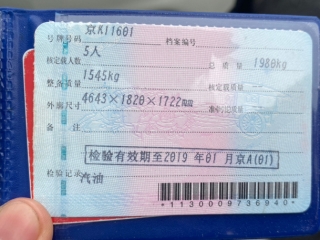 号牌号码 京A11601 档案编号
核定载人数 5人 总质量 1980kg
整备质量 1545kg 核定载质量
外廓尺寸 4643×1820×1722mm 准牵引总质量
备注
检验有效期至2019 年01 月京A(01)
检验记录 汽油
*1130009736940*